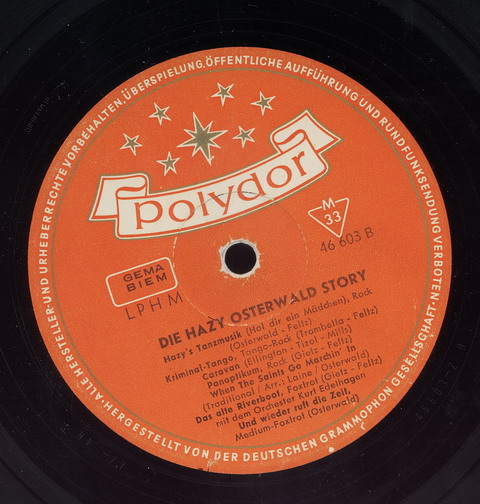 ALLE HERSTELLER- UND URHEBERRECHTE VORBEHALTEN, ÜBERSPIELUNG, ÖFFENTLICHE AUFFÜHRUNG UND RUNDFUNKSENDUNG VERBOTEN.
polydor
M
33
46 603 B
GEMA
BIEM
LPHM
DIE HAZY OSTERWALD STORY
Hazy's Tanzmusik (Hol dir ein Mädchen), Rock
(Osterwald - Feltz)
Kriminal-Tango, Tango-Rock (Trombolla - Feltz)
Caravan (Ellington - Tizol - Mills)
Panoptikum, Rock (Gietz - Feltz)
When The Saints Go Marchin' In
(Traditional / Arr.: Laine / Osterwald)
Das alte Riverboot, Foxtrot (Gietz - Feltz)
mit dem Orchester Kurt Edelhagen
Und wieder ruft die Zeit,
Medium-Foxtrot (Osterwald)
HERGESTELLT VON DER DEUTSCHEN GRAMMOPHON GESELLSCHAFT.